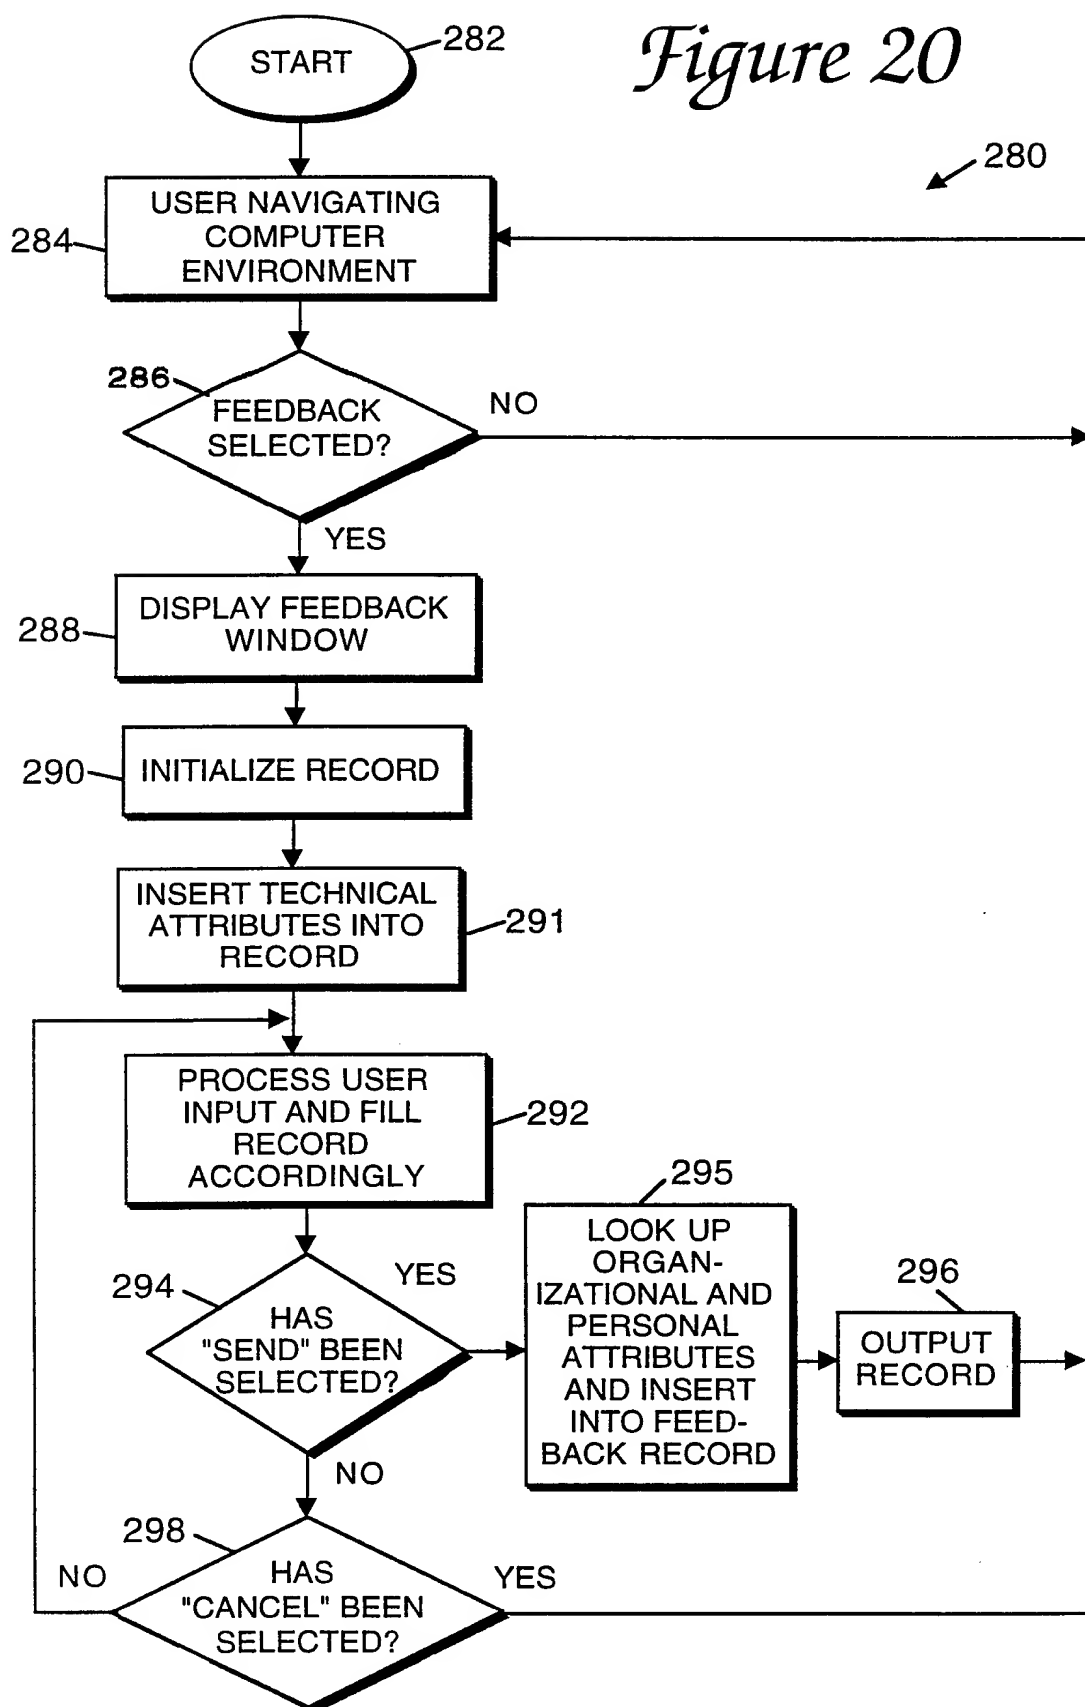 Figure 20
START
282
280
USER NAVIGATING
COMPUTER
ENVIRONMENT
284
286
FEEDBACK
SELECTED?
NO
YES
DISPLAY FEEDBACK
WINDOW
288
INITIALIZE RECORD
290
INSERT TECHNICAL
ATTRIBUTES INTO
RECORD
291
PROCESS USER
INPUT AND FILL
RECORD
ACCORDINGLY
292
294
HAS
"SEND" BEEN
SELECTED?
YES
NO
295
LOOK UP
ORGAN-
IZATIONAL AND
PERSONAL
ATTRIBUTES
AND INSERT
INTO FEED-
BACK RECORD
296
OUTPUT
RECORD
298
HAS
"CANCEL" BEEN
SELECTED?
NO
YES